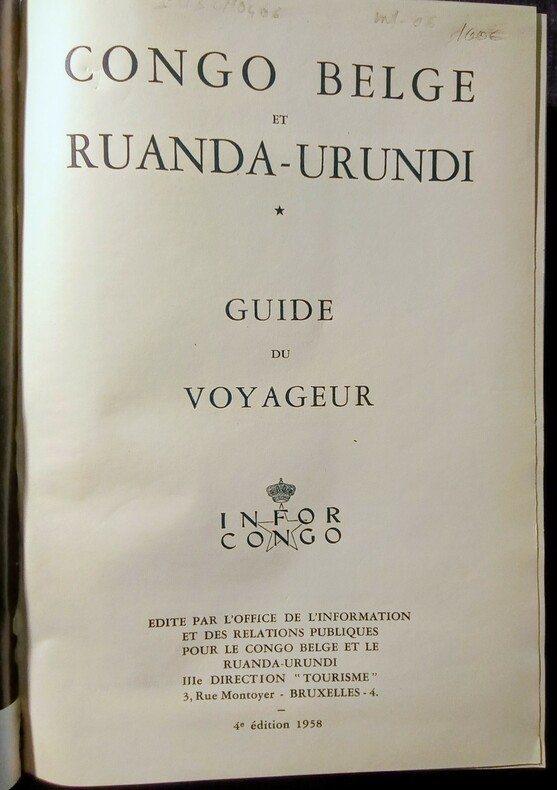 CONGO BELGE
ET
RUANDA-URUNDI
★
GUIDE
DU
VOYAGEUR
INFOR
CONGO
EDITE PAR L'OFFICE DE L'INFORMATION
ET DES RELATIONS PUBLIQUES
POUR LE CONGO BELGE ET LE
RUANDA-URUNDI
IIIe DIRECTION "TOURISME"
3, Rue Montoyer - BRUXELLES - 4.
4e édition 1958